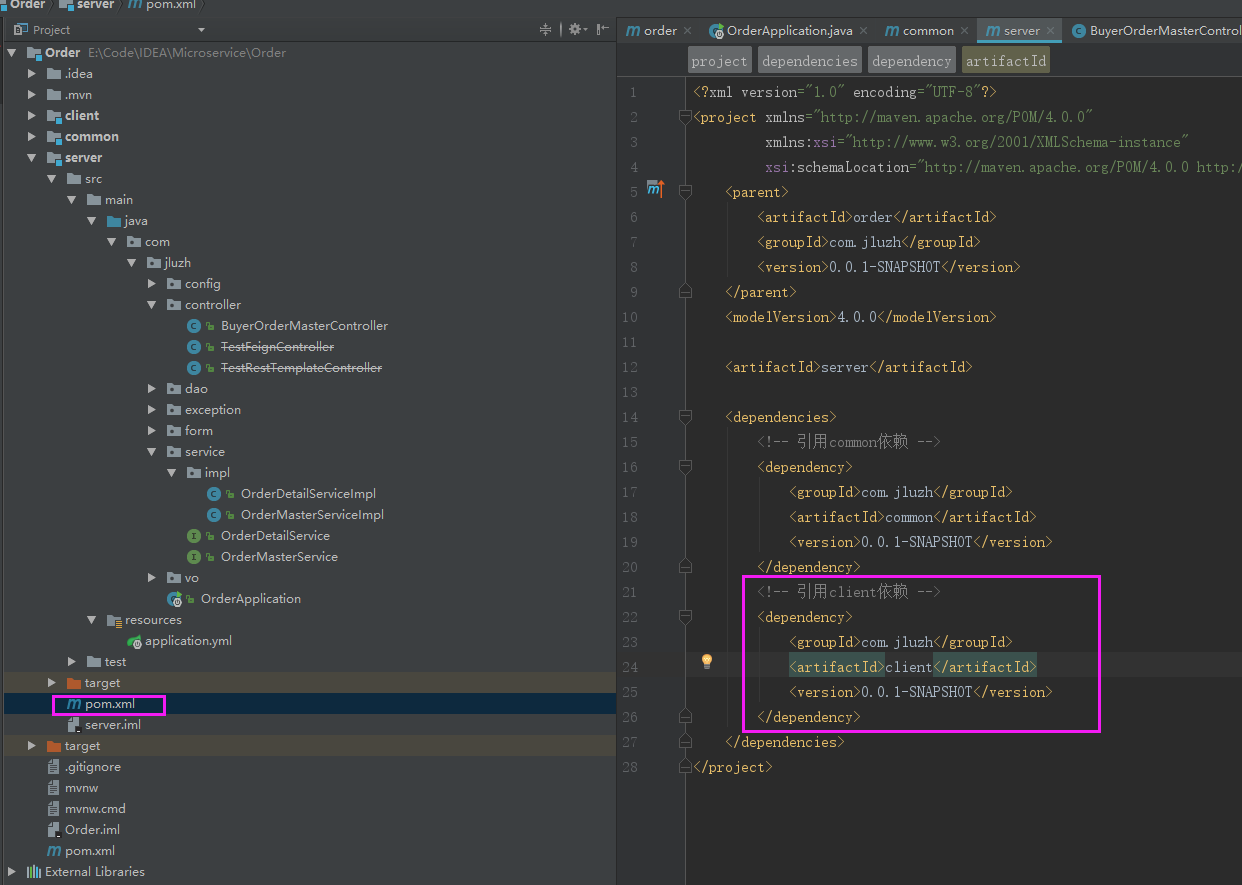 Order server m pom.xml
Project
Order E:\Code\IDEA\Microservice\Order
.idea
.mvn
client
common
server
src
main
java
com
jluzh
config
controller
BuyerOrderMasterController
TestFeignController
TestRestTemplateController
dao
exception
form
service
impl
OrderDetailServiceImpl
OrderMasterServiceImpl
OrderDetailService
OrderMasterService
vo
OrderApplication
resources
application.yml
test
target
pom.xml
server.iml
target
.gitignore
mvnw
mvnw.cmd
Order.iml
pom.xml
External Libraries
order OrderApplication.java common server BuyerOrderMasterControl
project dependencies dependency artifactId
1 <?xml version="1.0" encoding="UTF-8"?>
2 <project xmlns="http://maven.apache.org/POM/4.0.0"
3 xmlns:xsi="http://www.w3.org/2001/XMLSchema-instance"
4 xsi:schemaLocation="http://maven.apache.org/POM/4.0.0 http:/
5 <parent>
6 <artifactId>order</artifactId>
7 <groupId>com.jluzh</groupId>
8 <version>0.0.1-SNAPSHOT</version>
9 </parent>
10 <modelVersion>4.0.0</modelVersion>
11
12 <artifactId>server</artifactId>
13
14 <dependencies>
15 <!-- 引用common依赖 -->
16 <dependency>
17 <groupId>com.jluzh</groupId>
18 <artifactId>common</artifactId>
19 <version>0.0.1-SNAPSHOT</version>
20 </dependency>
21 <!-- 引用client依赖 -->
22 <dependency>
23 <groupId>com.jluzh</groupId>
24 <artifactId>client</artifactId>
25 <version>0.0.1-SNAPSHOT</version>
26 </dependency>
27 </dependencies>
28 </project>